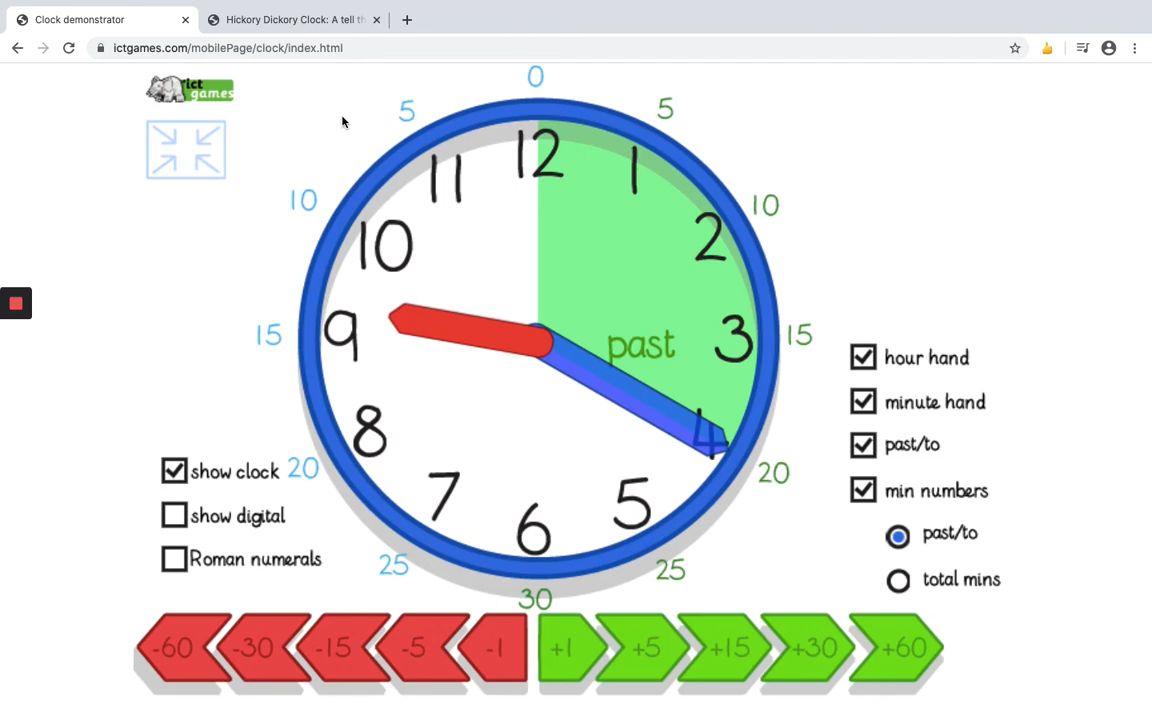 Clock demonstrator
Hickory Dickory Clock: A tell th
ictgames.com/mobilePage/clock/index.html
ict
games
0
5
5
10
10
15
15
20
20
25
25
30
12
1
2
3
4
5
6
7
8
9
10
11
past
show clock
show digital
Roman numerals
hour hand
minute hand
past/to
min numbers
past/to
total mins
-60 -30 -15 -5 -1 +1 +5 +15 +30 +60